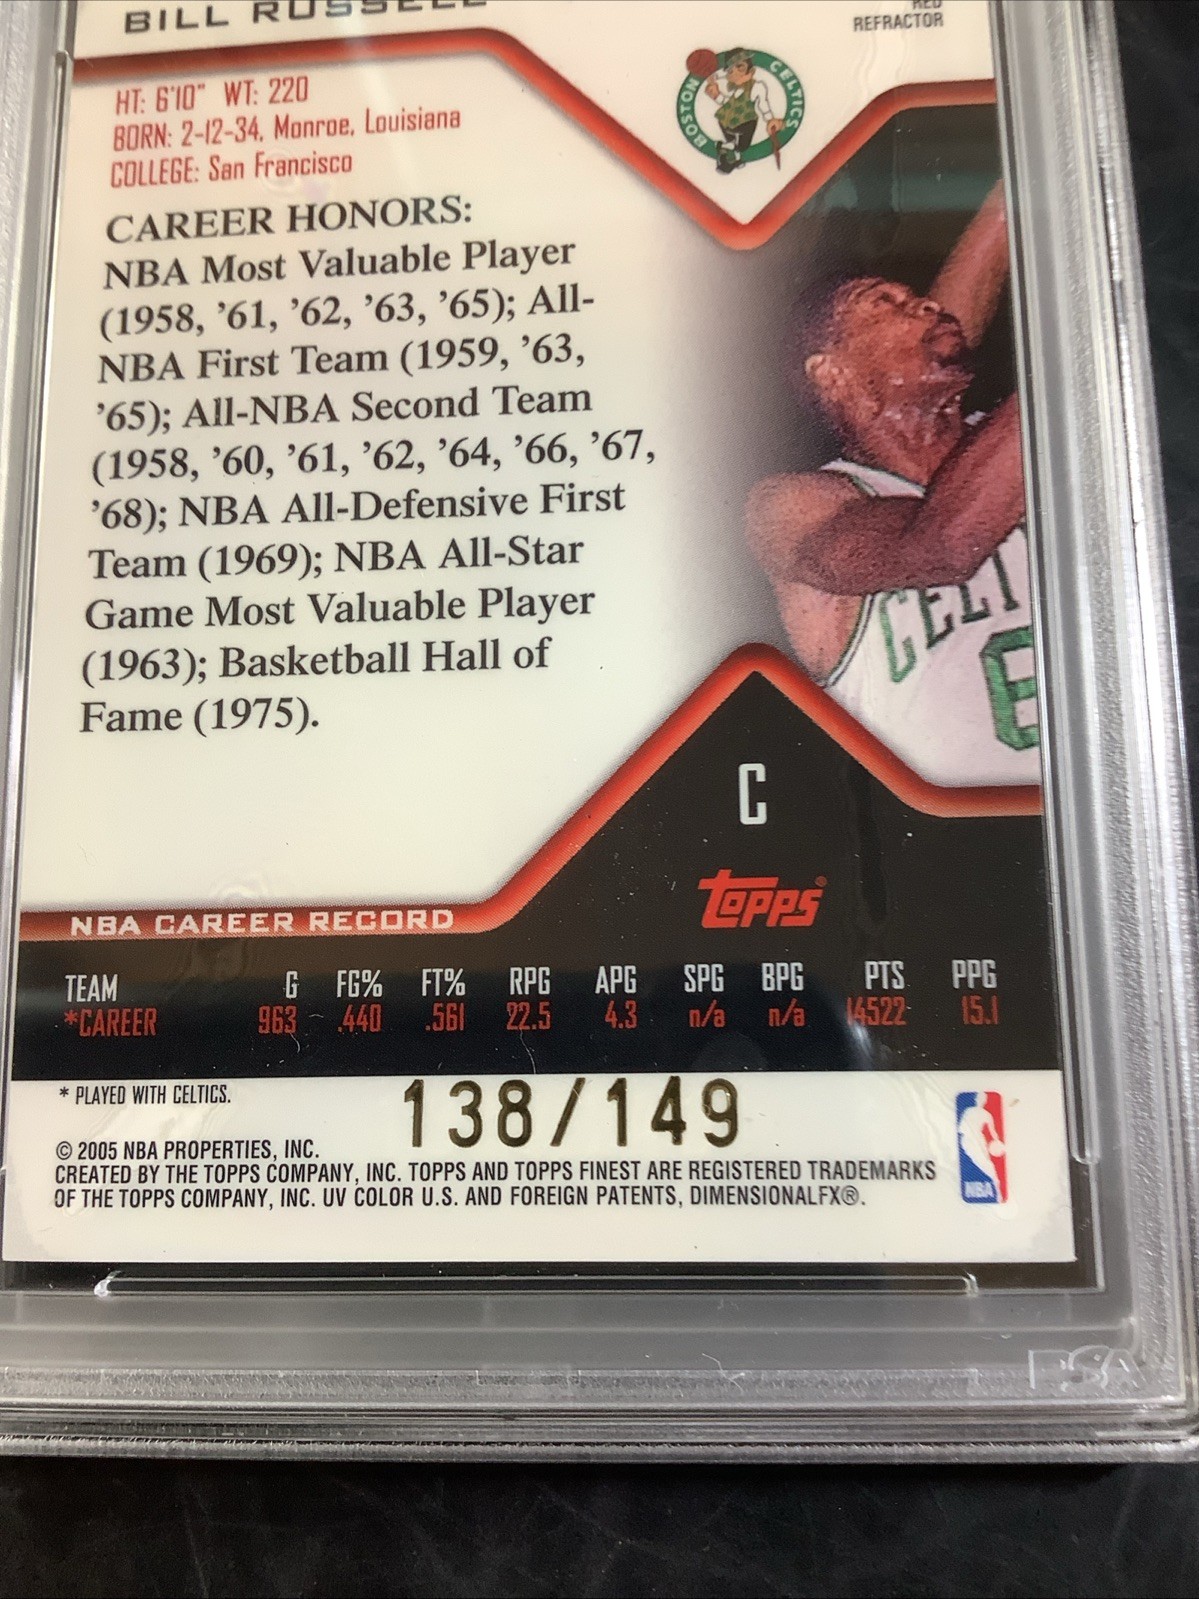 BILL RUSSELL
RED
REFRACTOR
BOSTON CELTICS
HT: 6'10" WT: 220
BORN: 2-12-34, Monroe, Louisiana
COLLEGE: San Francisco
CAREER HONORS:
NBA Most Valuable Player
(1958, ’61, ’62, ’63, ’65); All-
NBA First Team (1959, ’63,
’65); All-NBA Second Team
(1958, ’60, ’61, ’62, ’64, ’66, ’67,
’68); NBA All-Defensive First
Team (1969); NBA All-Star
Game Most Valuable Player
(1963); Basketball Hall of
Fame (1975).
CELTI
6
C
TOPPS®
NBA CAREER RECORD
TEAM G FG% FT% RPG APG SPG BPG PTS PPG
*CAREER 963 .440 .561 22.5 4.3 n/a n/a 14522 15.1
* PLAYED WITH CELTICS.
138/149
© 2005 NBA PROPERTIES, INC.
CREATED BY THE TOPPS COMPANY, INC. TOPPS AND TOPPS FINEST ARE REGISTERED TRADEMARKS
OF THE TOPPS COMPANY, INC. UV COLOR U.S. AND FOREIGN PATENTS, DIMENSIONALFX®.
NBA
PSA